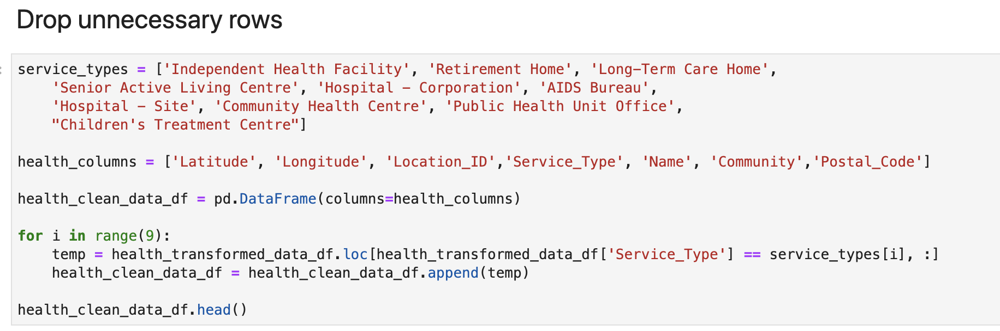 Drop unnecessary rows
service_types = ['Independent Health Facility', 'Retirement Home', 'Long-Term Care Home',
    'Senior Active Living Centre', 'Hospital - Corporation', 'AIDS Bureau',
    'Hospital - Site', 'Community Health Centre', 'Public Health Unit Office',
    "Children's Treatment Centre"]
health_columns = ['Latitude', 'Longitude', 'Location_ID','Service_Type', 'Name', 'Community','Postal_Code']
health_clean_data_df = pd.DataFrame(columns=health_columns)
for i in range(9):
    temp = health_transformed_data_df.loc[health_transformed_data_df['Service_Type'] == service_types[i], :]
    health_clean_data_df = health_clean_data_df.append(temp)
health_clean_data_df.head()